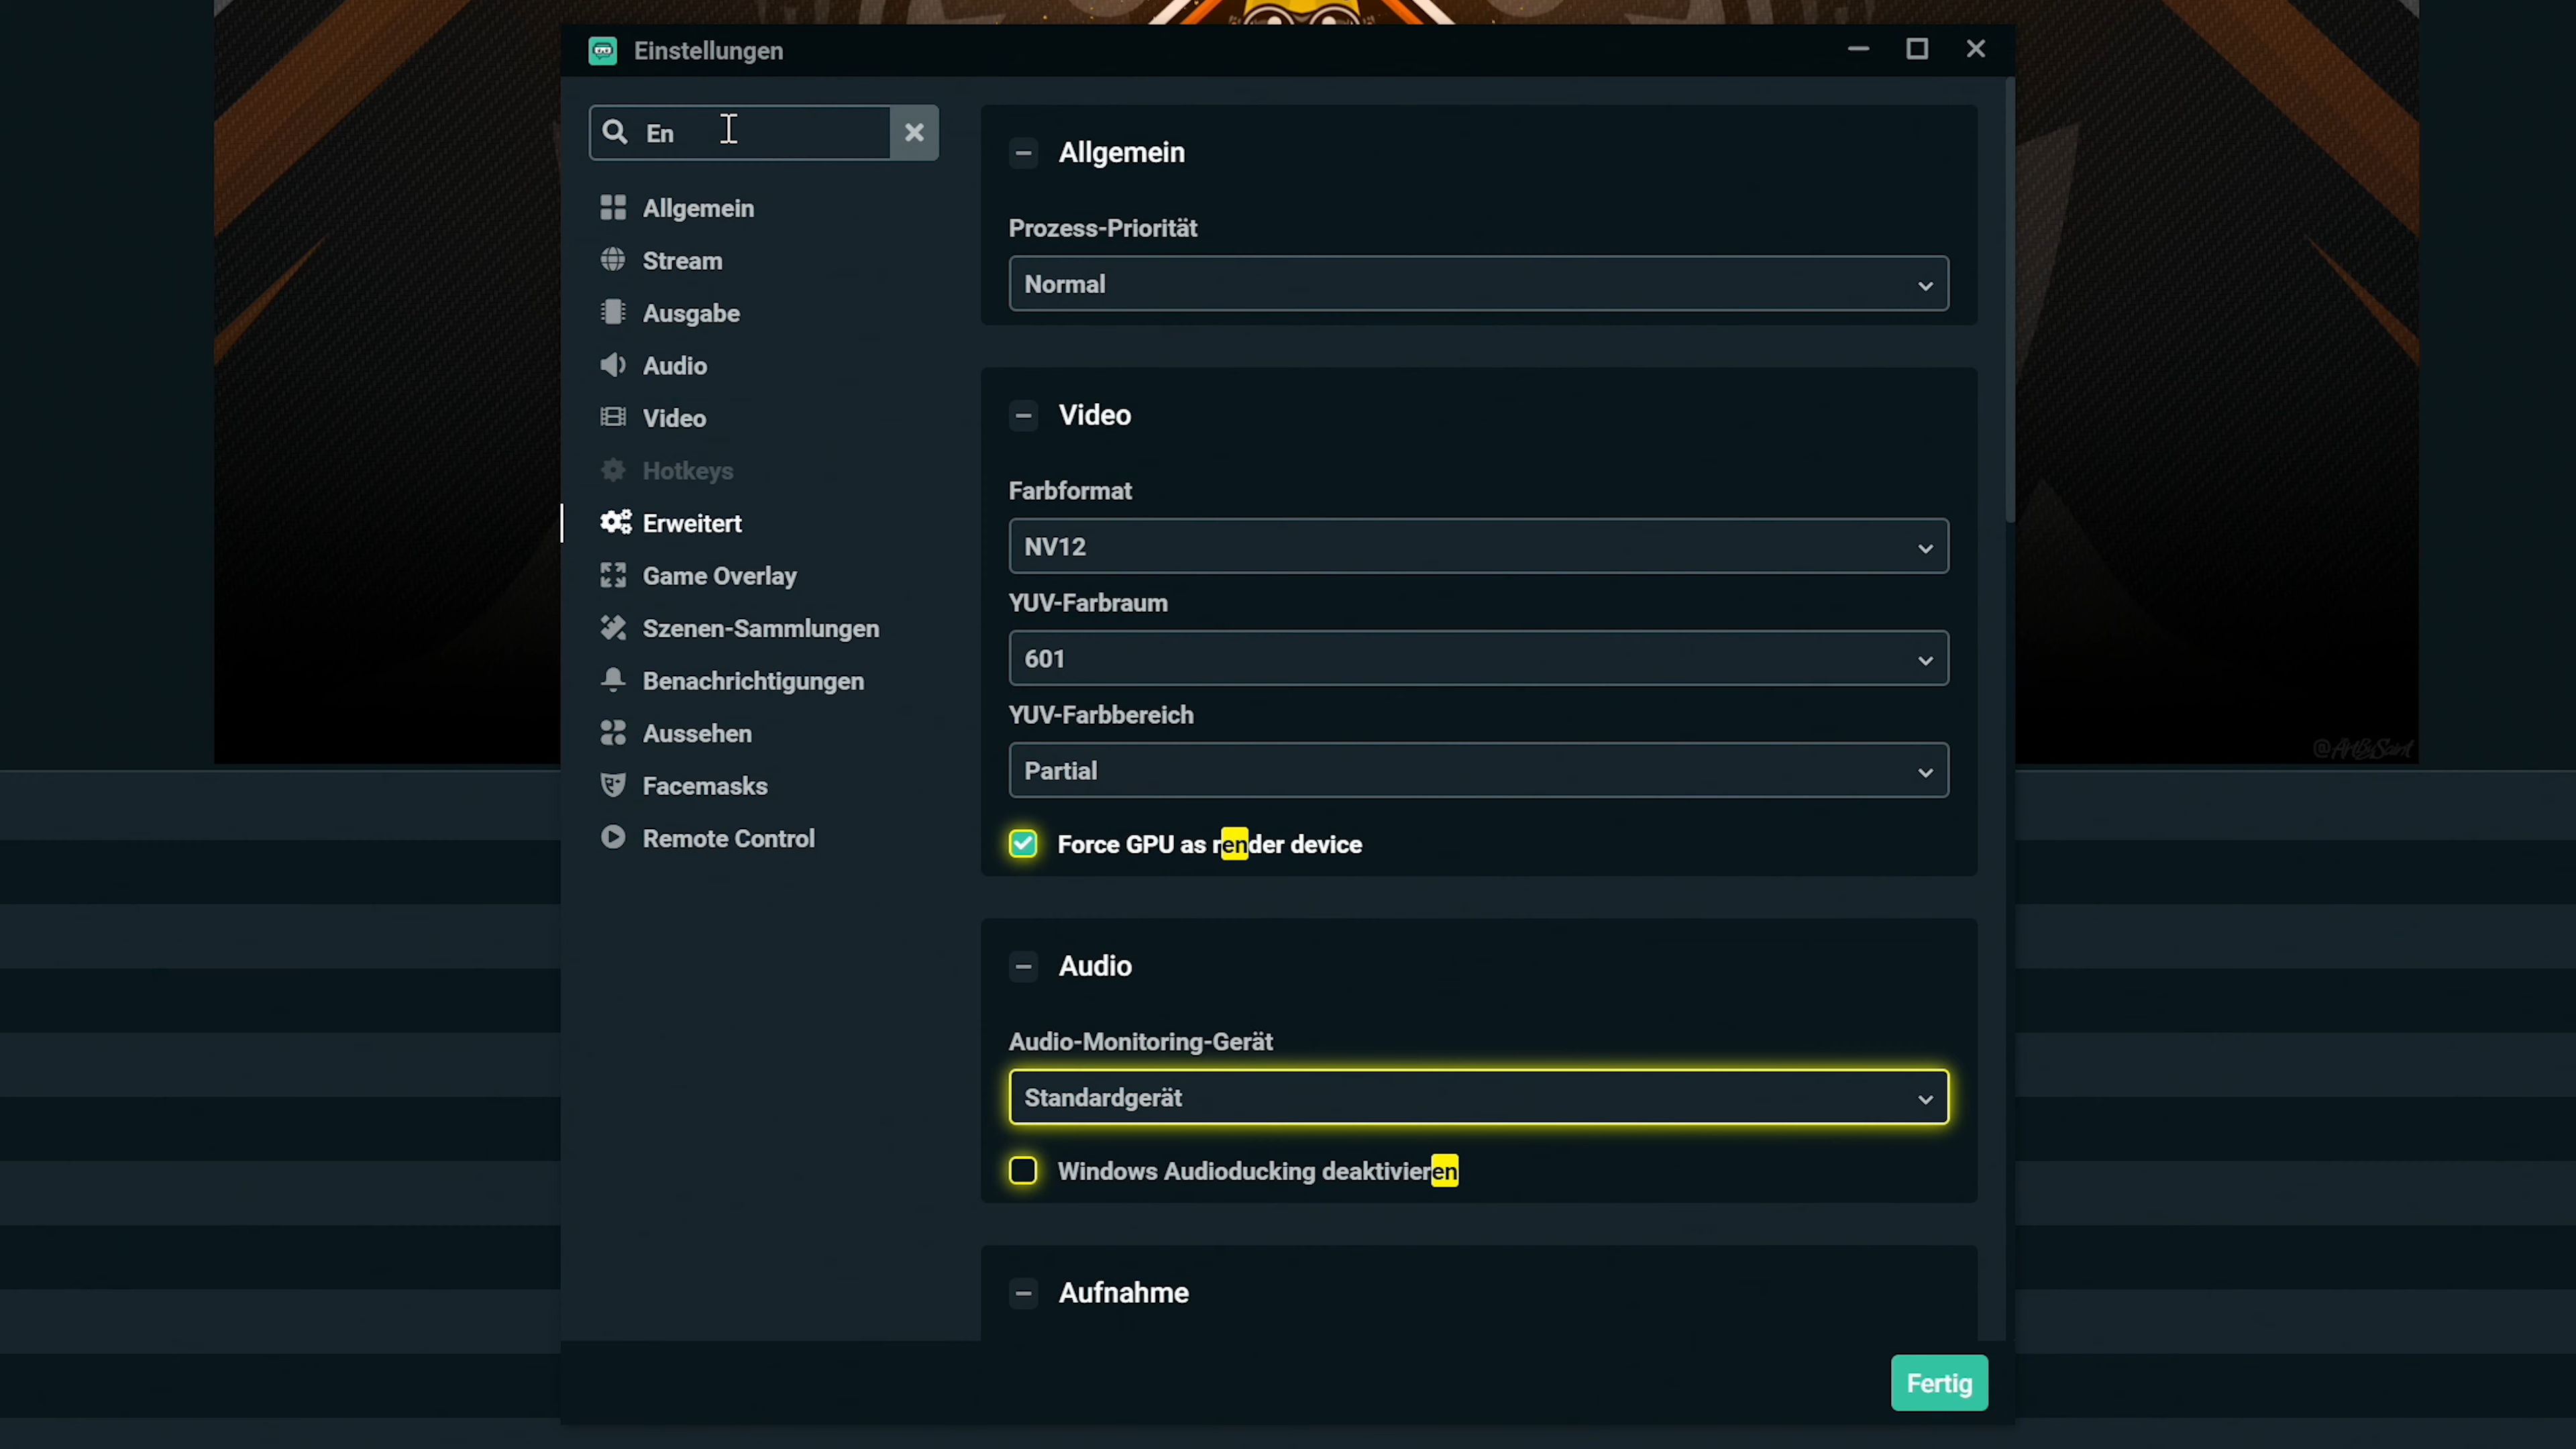 Einstellungen
En
Allgemein
Stream
Ausgabe
Audio
Video
Hotkeys
Erweitert
Game Overlay
Szenen-Sammlungen
Benachrichtigungen
Aussehen
Facemasks
Remote Control
Allgemein
Prozess-Priorität
Normal
Video
Farbformat
NV12
YUV-Farbraum
601
YUV-Farbbereich
Partial
Force GPU as render device
Audio
Audio-Monitoring-Gerät
Standardgerät
Windows Audioducking deaktivieren
Aufnahme
Fertig
@ArtBySaint